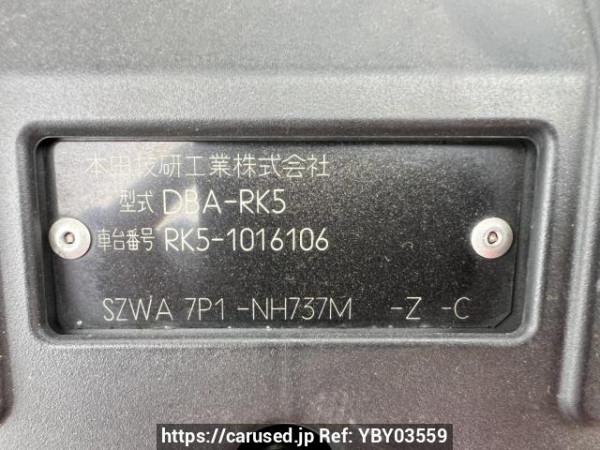 本田技研工業株式会社
型式 DBA-RK5
車台番号 RK5-1016106
SZWA 7P1 -NH737M -Z -C
https://carused.jp Ref: YBY03559